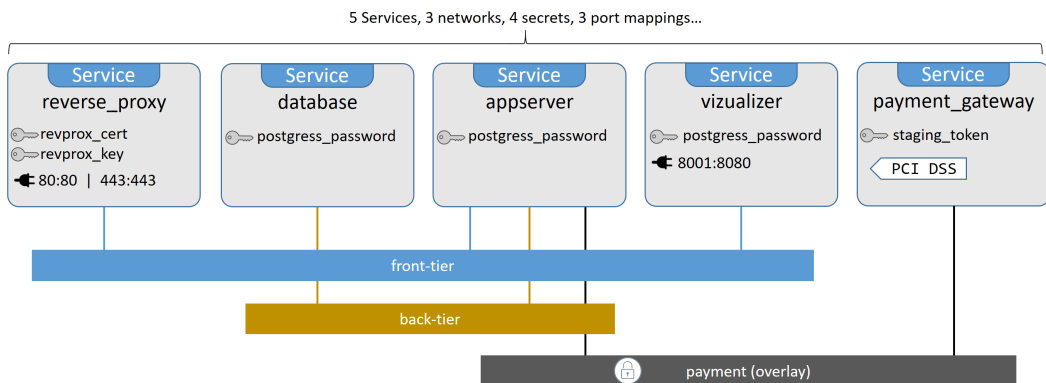 5 Services, 3 networks, 4 secrets, 3 port mappings…
Service
reverse_proxy
revprox_cert
revprox_key
80:80 | 443:443
Service
database
postgress_password
Service
appserver
postgress_password
Service
vizualizer
postgress_password
8001:8080
Service
payment_gateway
staging_token
PCI DSS
front-tier
back-tier
payment (overlay)